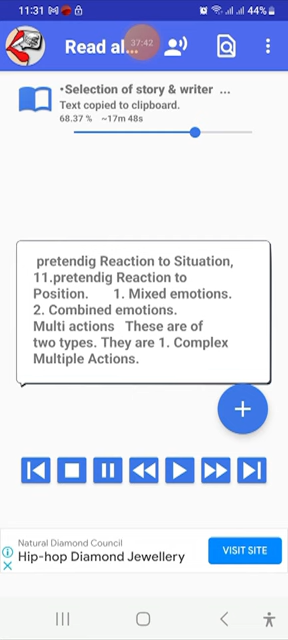 11:31 44%
Read al... 37:42
•Selection of story & writer ...
Text copied to clipboard.
68.37 % ~17m 48s
pretendig Reaction to Situation,
11.pretendig Reaction to
Position. 1. Mixed emotions.
2. Combined emotions.
Multi actions These are of
two types. They are 1. Complex
Multiple Actions.
Natural Diamond Council
Hip-hop Diamond Jewellery
VISIT SITE